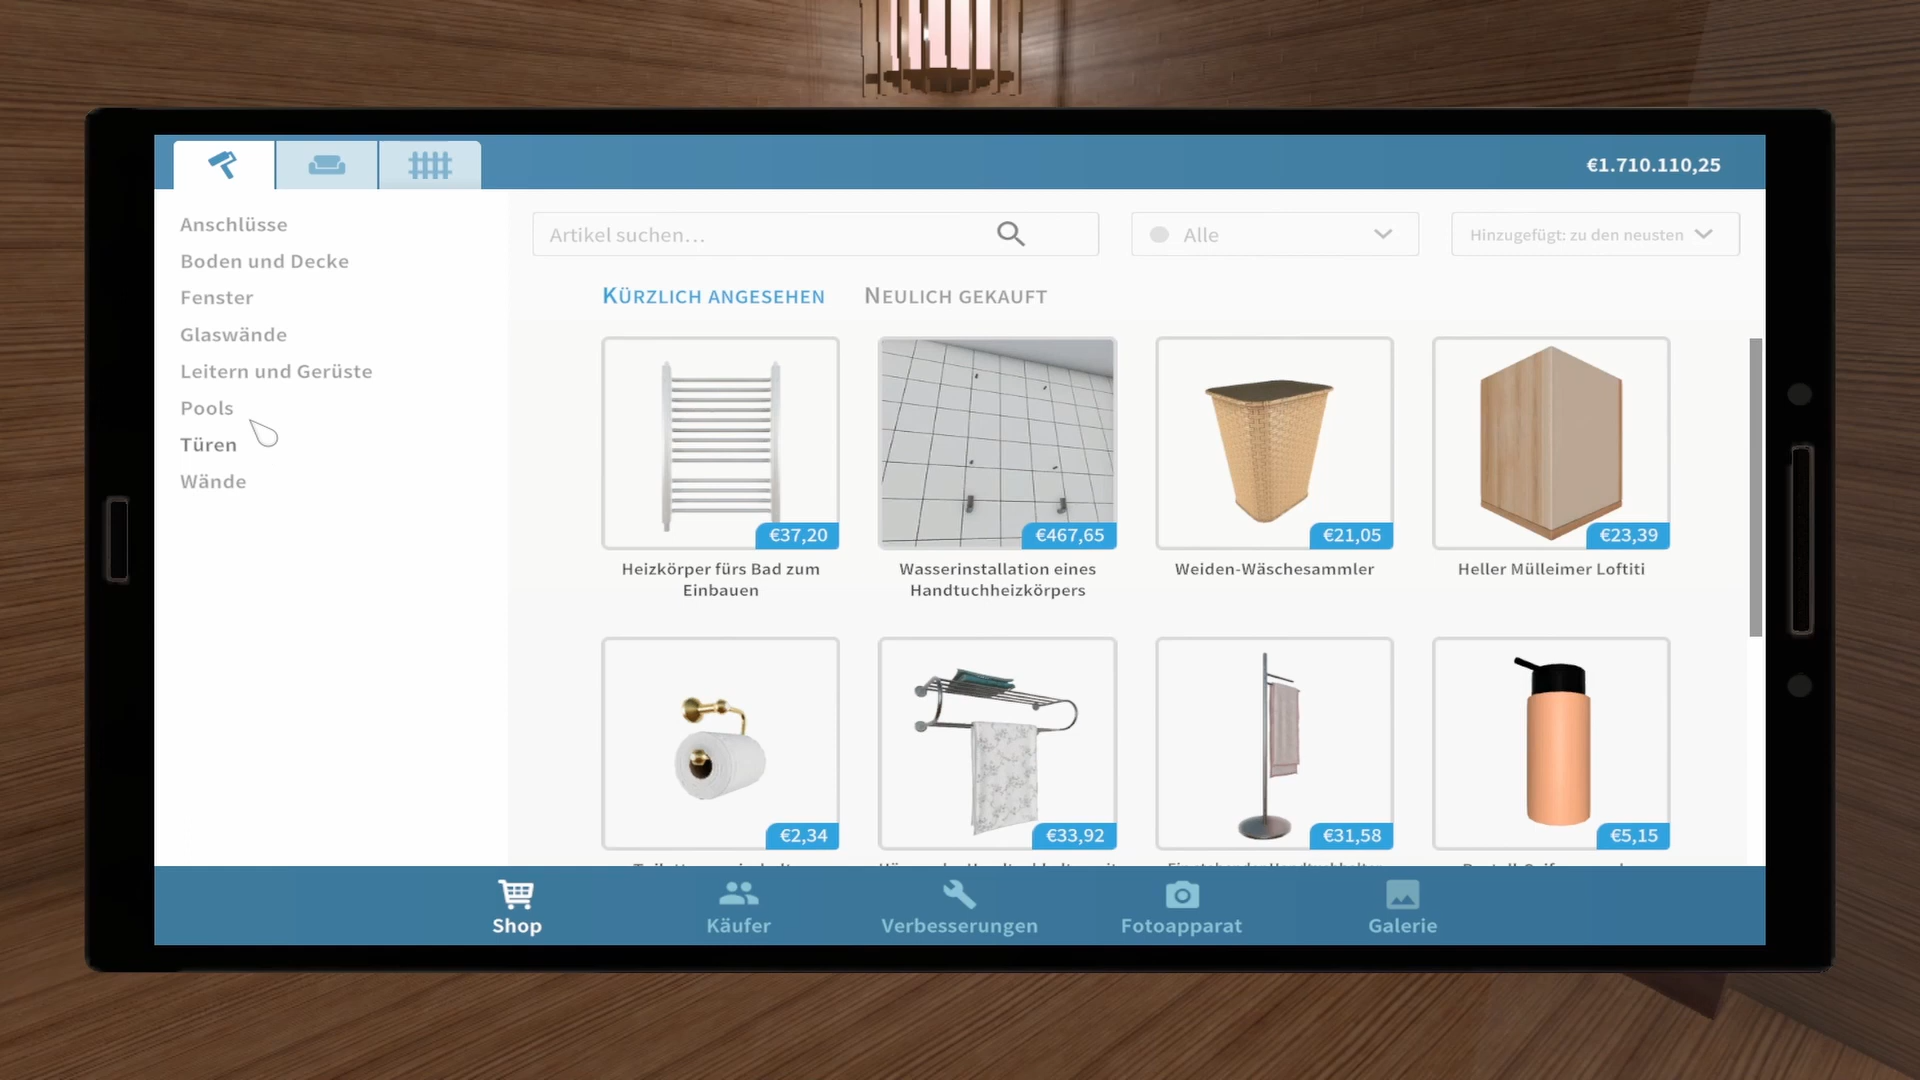 €1.710.110,25
Anschlüsse
Boden und Decke
Fenster
Glaswände
Leitern und Gerüste
Pools
Türen
Wände
Artikel suchen...
Alle
Hinzugefügt: zu den neusten
KÜRZLICH ANGESEHEN
NEULICH GEKAUFT
€37,20
€467,65
€21,05
€23,39
Heizkörper fürs Bad zum
Einbauen
Wasserinstallation eines
Handtuchheizkörpers
Weiden-Wäschesammler
Heller Mülleimer Loftiti
€2,34
€33,92
€31,58
€5,15
Shop
Käufer
Verbesserungen
Fotoapparat
Galerie